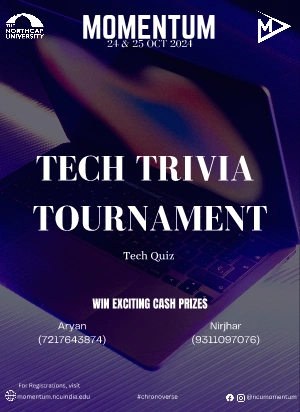 THE
NORTHCAP
UNIVERSITY
MOMENTUM
24 & 25 OCT 2024
M
TECH TRIVIA
TOURNAMENT
Tech Quiz
WIN EXCITING CASH PRIZES
Aryan
(7217643874)
Nirjhar
(9311097076)
For Registrations, visit
momentum.ncuindia.edu
#chronoverse
@ncumomentum